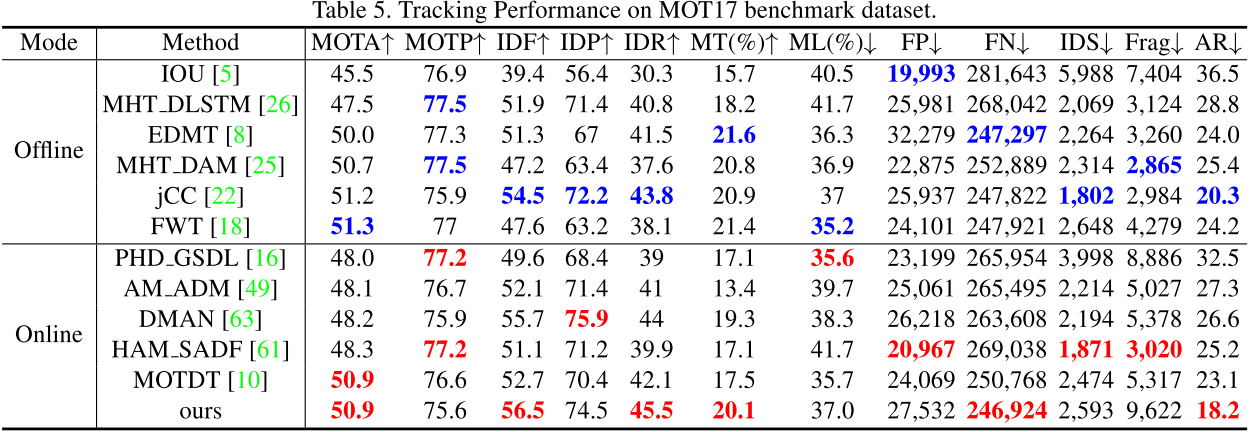 Table 5. Tracking Performance on MOT17 benchmark dataset.
Mode Method MOTA↑ MOTP↑ IDF↑ IDP↑ IDR↑ MT(%)↑ ML(%)↓ FP↓ FN↓ IDS↓ Frag↓ AR↓
Offline
IOU [5] 45.5 76.9 39.4 56.4 30.3 15.7 40.5 19,993 281,643 5,988 7,404 36.5
MHT_DLSTM [26] 47.5 77.5 51.9 71.4 40.8 18.2 41.7 25,981 268,042 2,069 3,124 28.8
EDMT [8] 50.0 77.3 51.3 67 41.5 21.6 36.3 32,279 247,297 2,264 3,260 24.0
MHT_DAM [25] 50.7 77.5 47.2 63.4 37.6 20.8 36.9 22,875 252,889 2,314 2,865 25.4
jCC [22] 51.2 75.9 54.5 72.2 43.8 20.9 37 25,937 247,822 1,802 2,984 20.3
FWT [18] 51.3 77 47.6 63.2 38.1 21.4 35.2 24,101 247,921 2,648 4,279 24.2
Online
PHD_GSDL [16] 48.0 77.2 49.6 68.4 39 17.1 35.6 23,199 265,954 3,998 8,886 32.5
AM_ADM [49] 48.1 76.7 52.1 71.4 41 13.4 39.7 25,061 265,495 2,214 5,027 27.3
DMAN [63] 48.2 75.9 55.7 75.9 44 19.3 38.3 26,218 263,608 2,194 5,378 26.6
HAM_SADF [61] 48.3 77.2 51.1 71.2 39.9 17.1 41.7 20,967 269,038 1,871 3,020 25.2
MOTDT [10] 50.9 76.6 52.7 70.4 42.1 17.5 35.7 24,069 250,768 2,474 5,317 23.1
ours 50.9 75.6 56.5 74.5 45.5 20.1 37.0 27,532 246,924 2,593 9,622 18.2